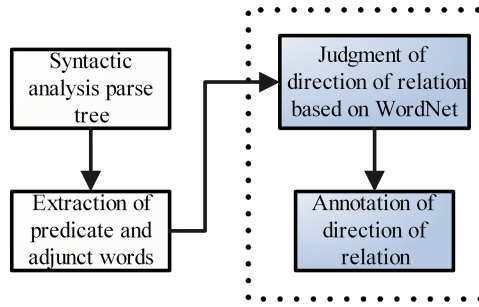 Syntactic
analysis parse
tree
Extraction of
predicate and
adjunct words
Judgment of
direction of relation
based on WordNet
Annotation of
direction of
relation